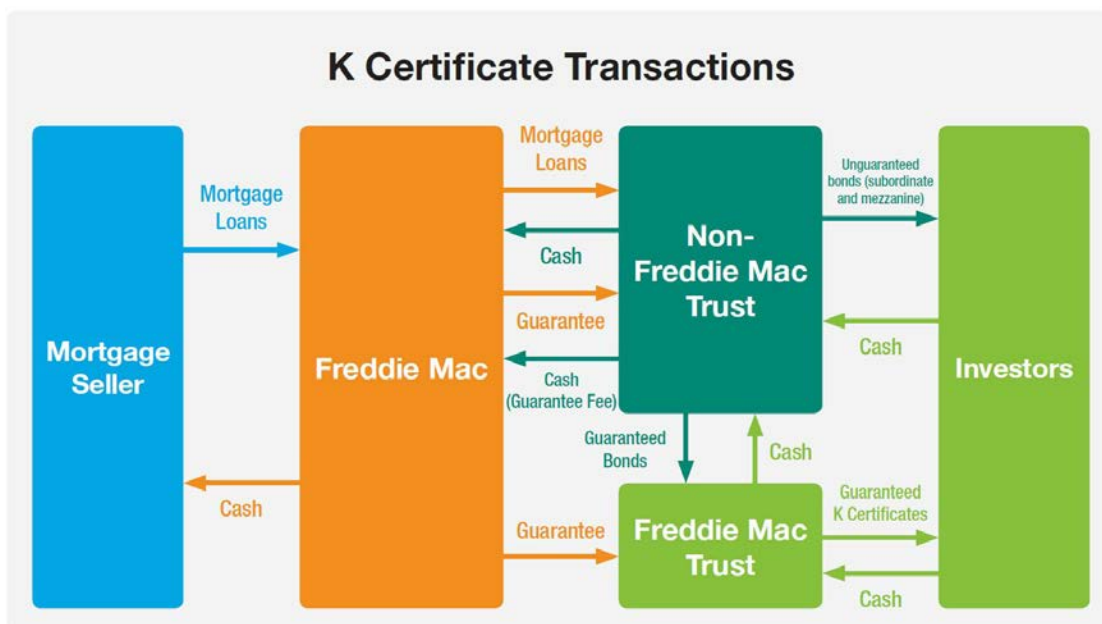 K Certificate Transactions
Mortgage
Seller
Mortgage
Loans
Cash
Freddie Mac
Mortgage
Loans
Cash
Guarantee
Cash
(Guarantee Fee)
Guarantee
Non-
Freddie Mac
Trust
Guaranteed
Bonds
Cash
Freddie Mac
Trust
Unguaranteed
bonds (subordinate
and mezzanine)
Cash
Guaranteed
K Certificates
Cash
Investors